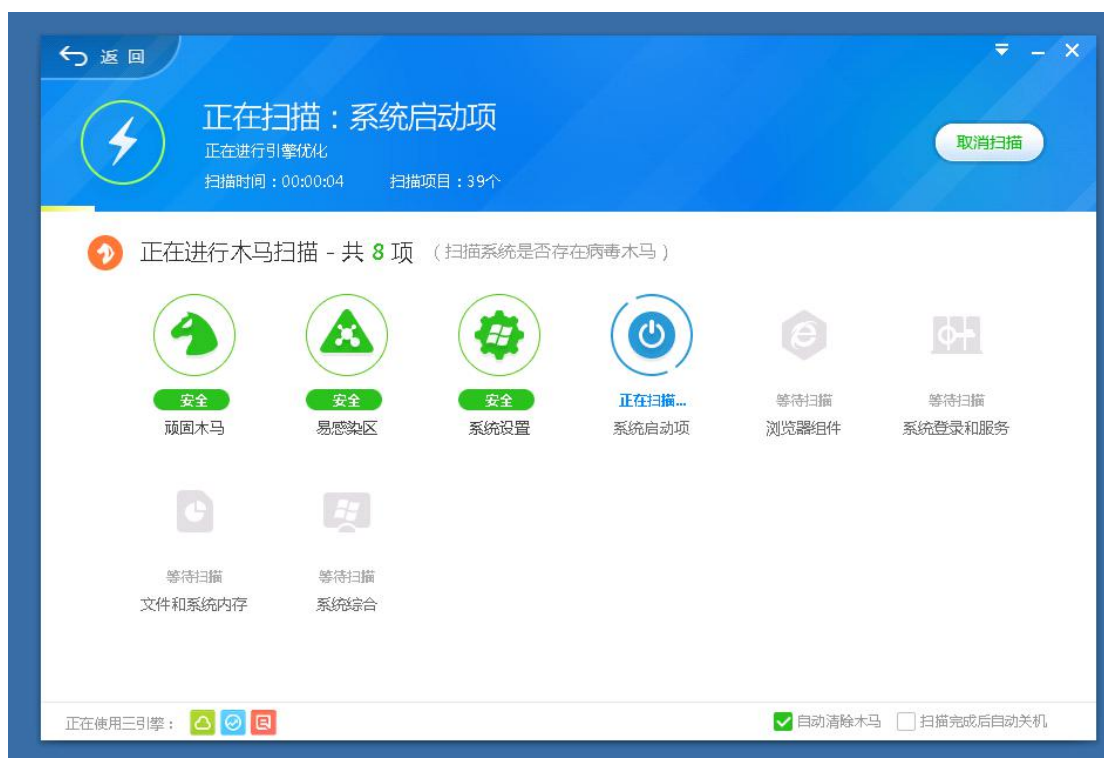 返回
正在扫描：系统启动项
正在进行引擎优化
扫描时间：00:00:04 扫描项目：39个
取消扫描
正在进行木马扫描 - 共 8 项 （扫描系统是否存在病毒木马）
安全 安全 安全 正在扫描... 等待扫描 等待扫描
顽固木马 易感染区 系统设置 系统启动项 浏览器组件 系统登录和服务
等待扫描 等待扫描
文件和系统内存 系统综合
正在使用三引擎： 自动清除木马 扫描完成后自动关机